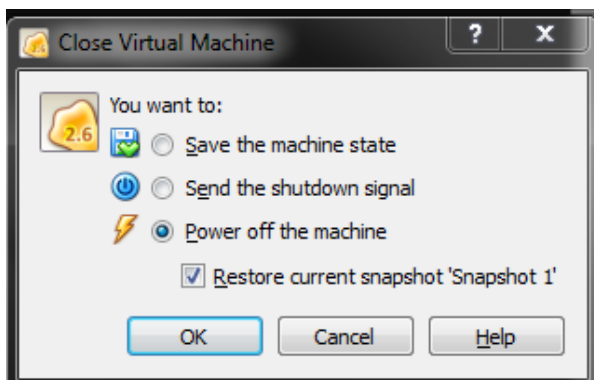 Close Virtual Machine
? X
You want to:
2.6
Save the machine state
Send the shutdown signal
Power off the machine
Restore current snapshot 'Snapshot 1'
OK Cancel Help